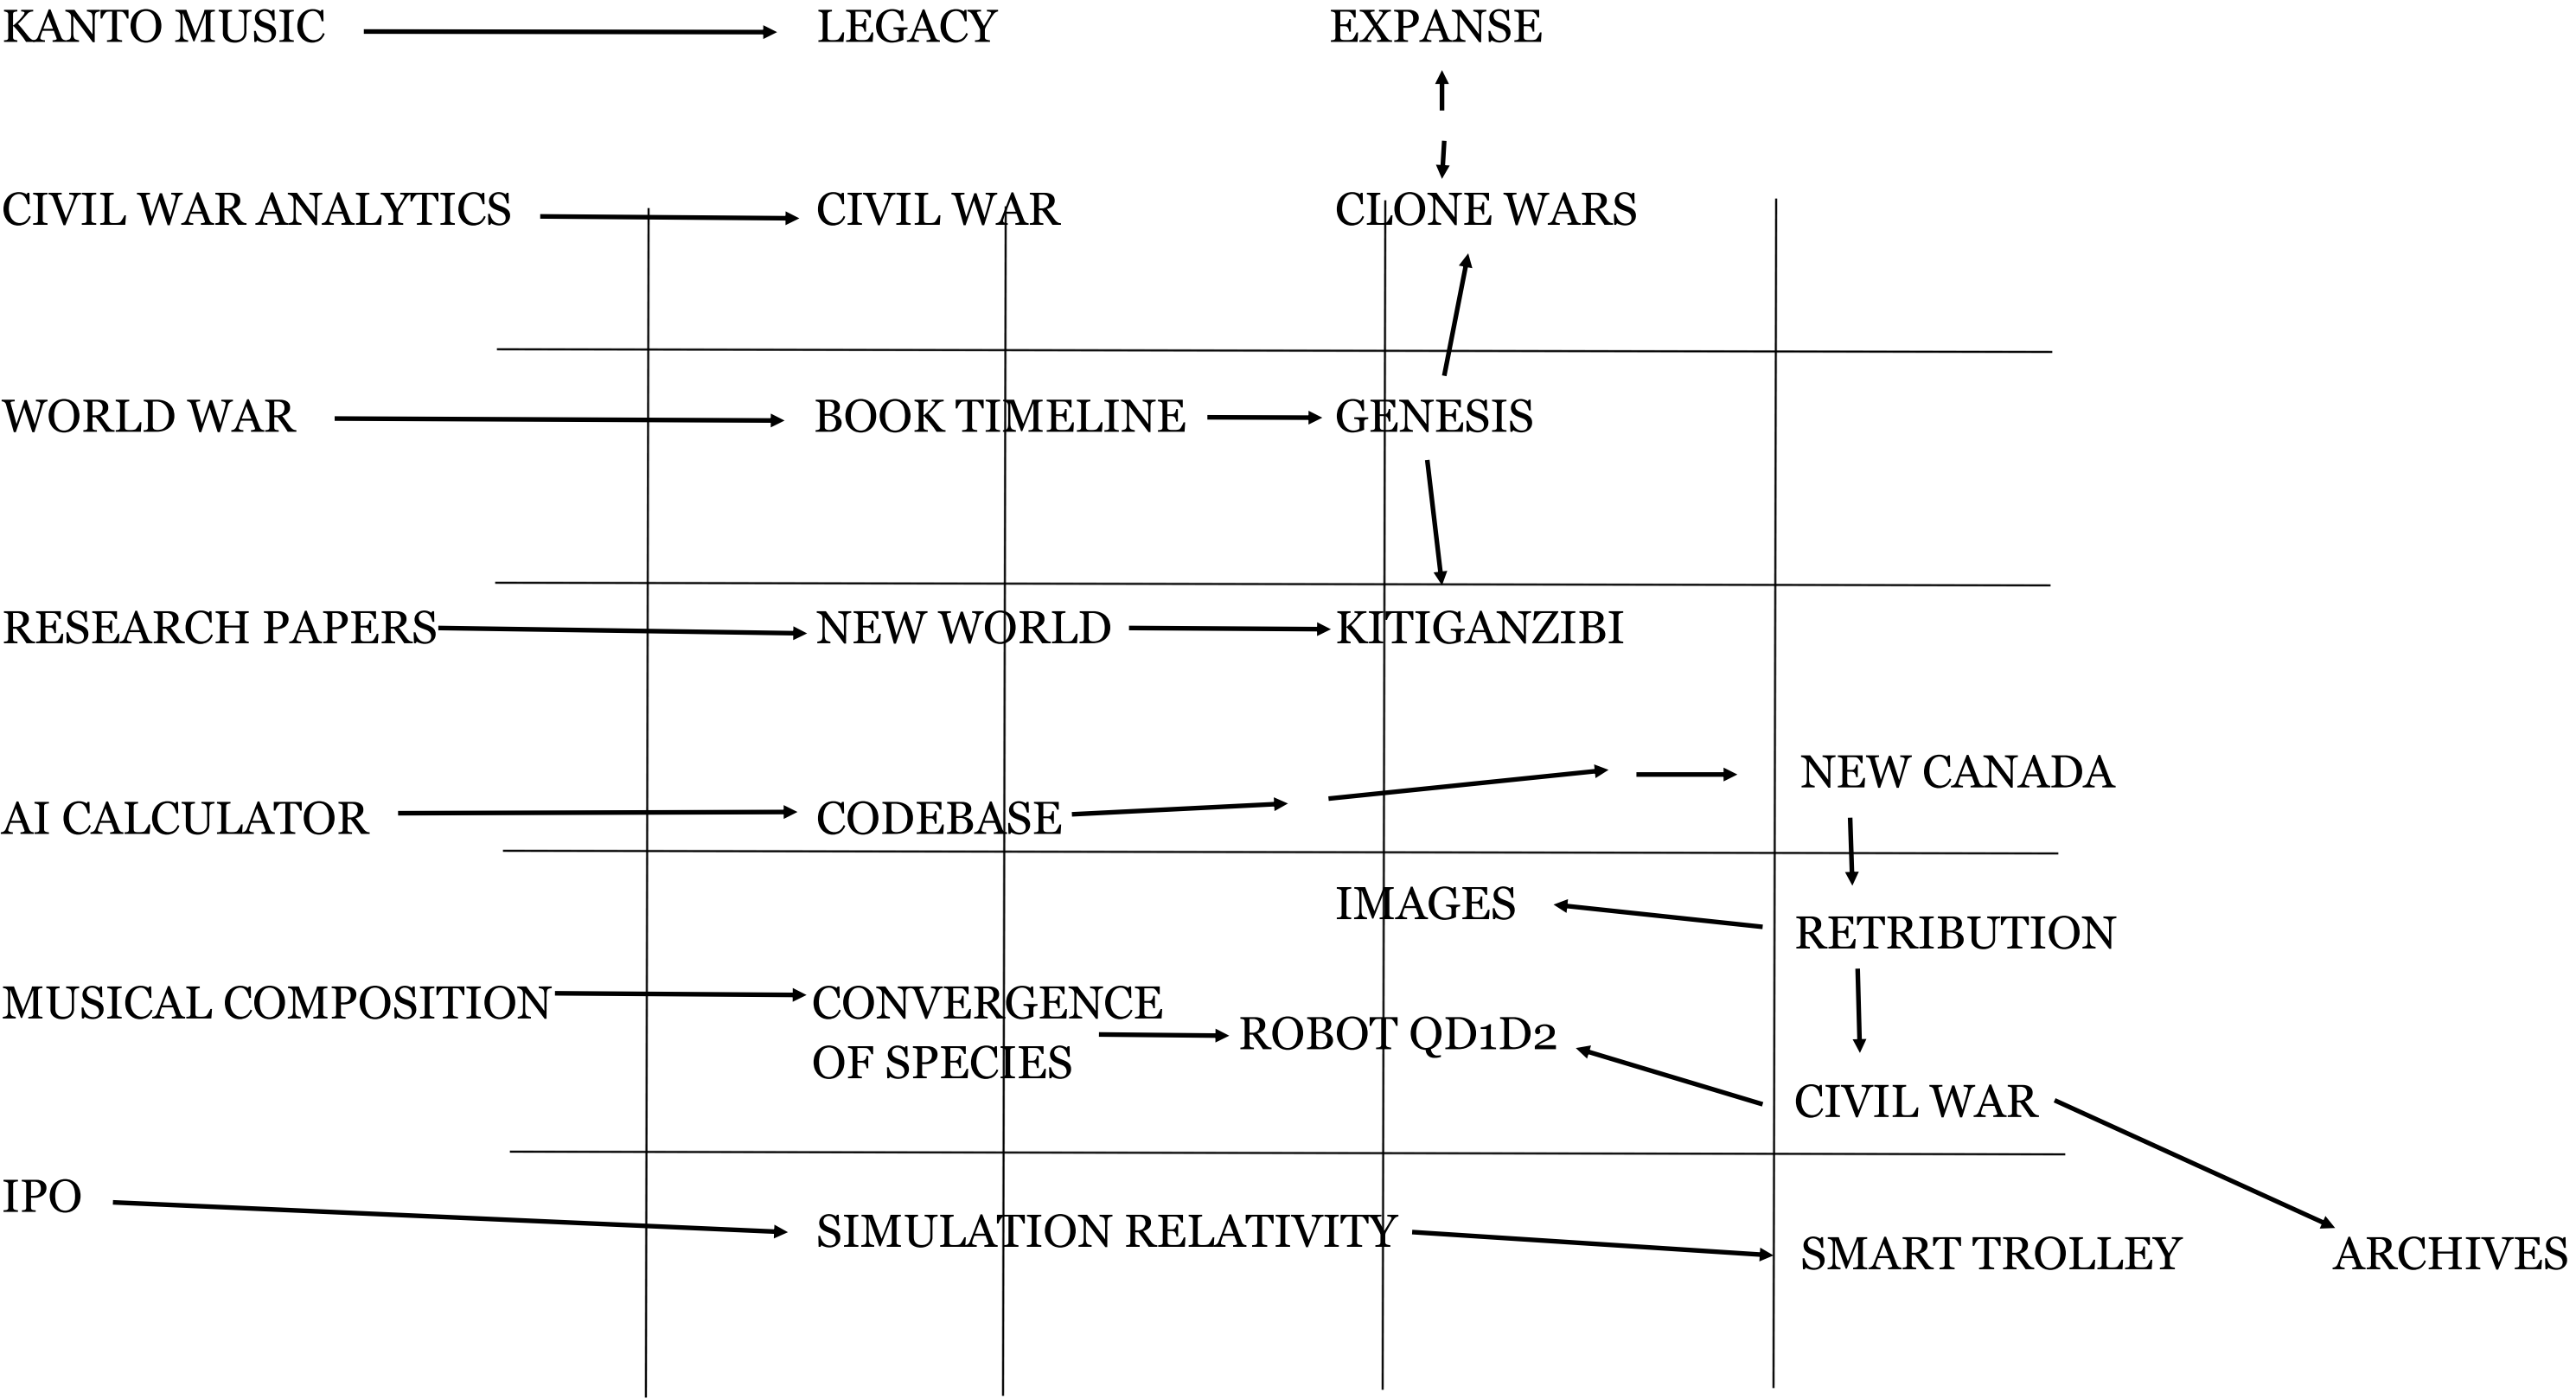 KANTO MUSIC
LEGACY
EXPANSE
CIVIL WAR ANALYTICS
CIVIL WAR
CLONE WARS
WORLD WAR
BOOK TIMELINE
GENESIS
RESEARCH PAPERS
NEW WORLD
KITIGANZIBI
NEW CANADA
AI CALCULATOR
CODEBASE
IMAGES
RETRIBUTION
MUSICAL COMPOSITION
CONVERGENCE
OF SPECIES
ROBOT QD1D2
CIVIL WAR
IPO
SIMULATION RELATIVITY
SMART TROLLEY
ARCHIVES